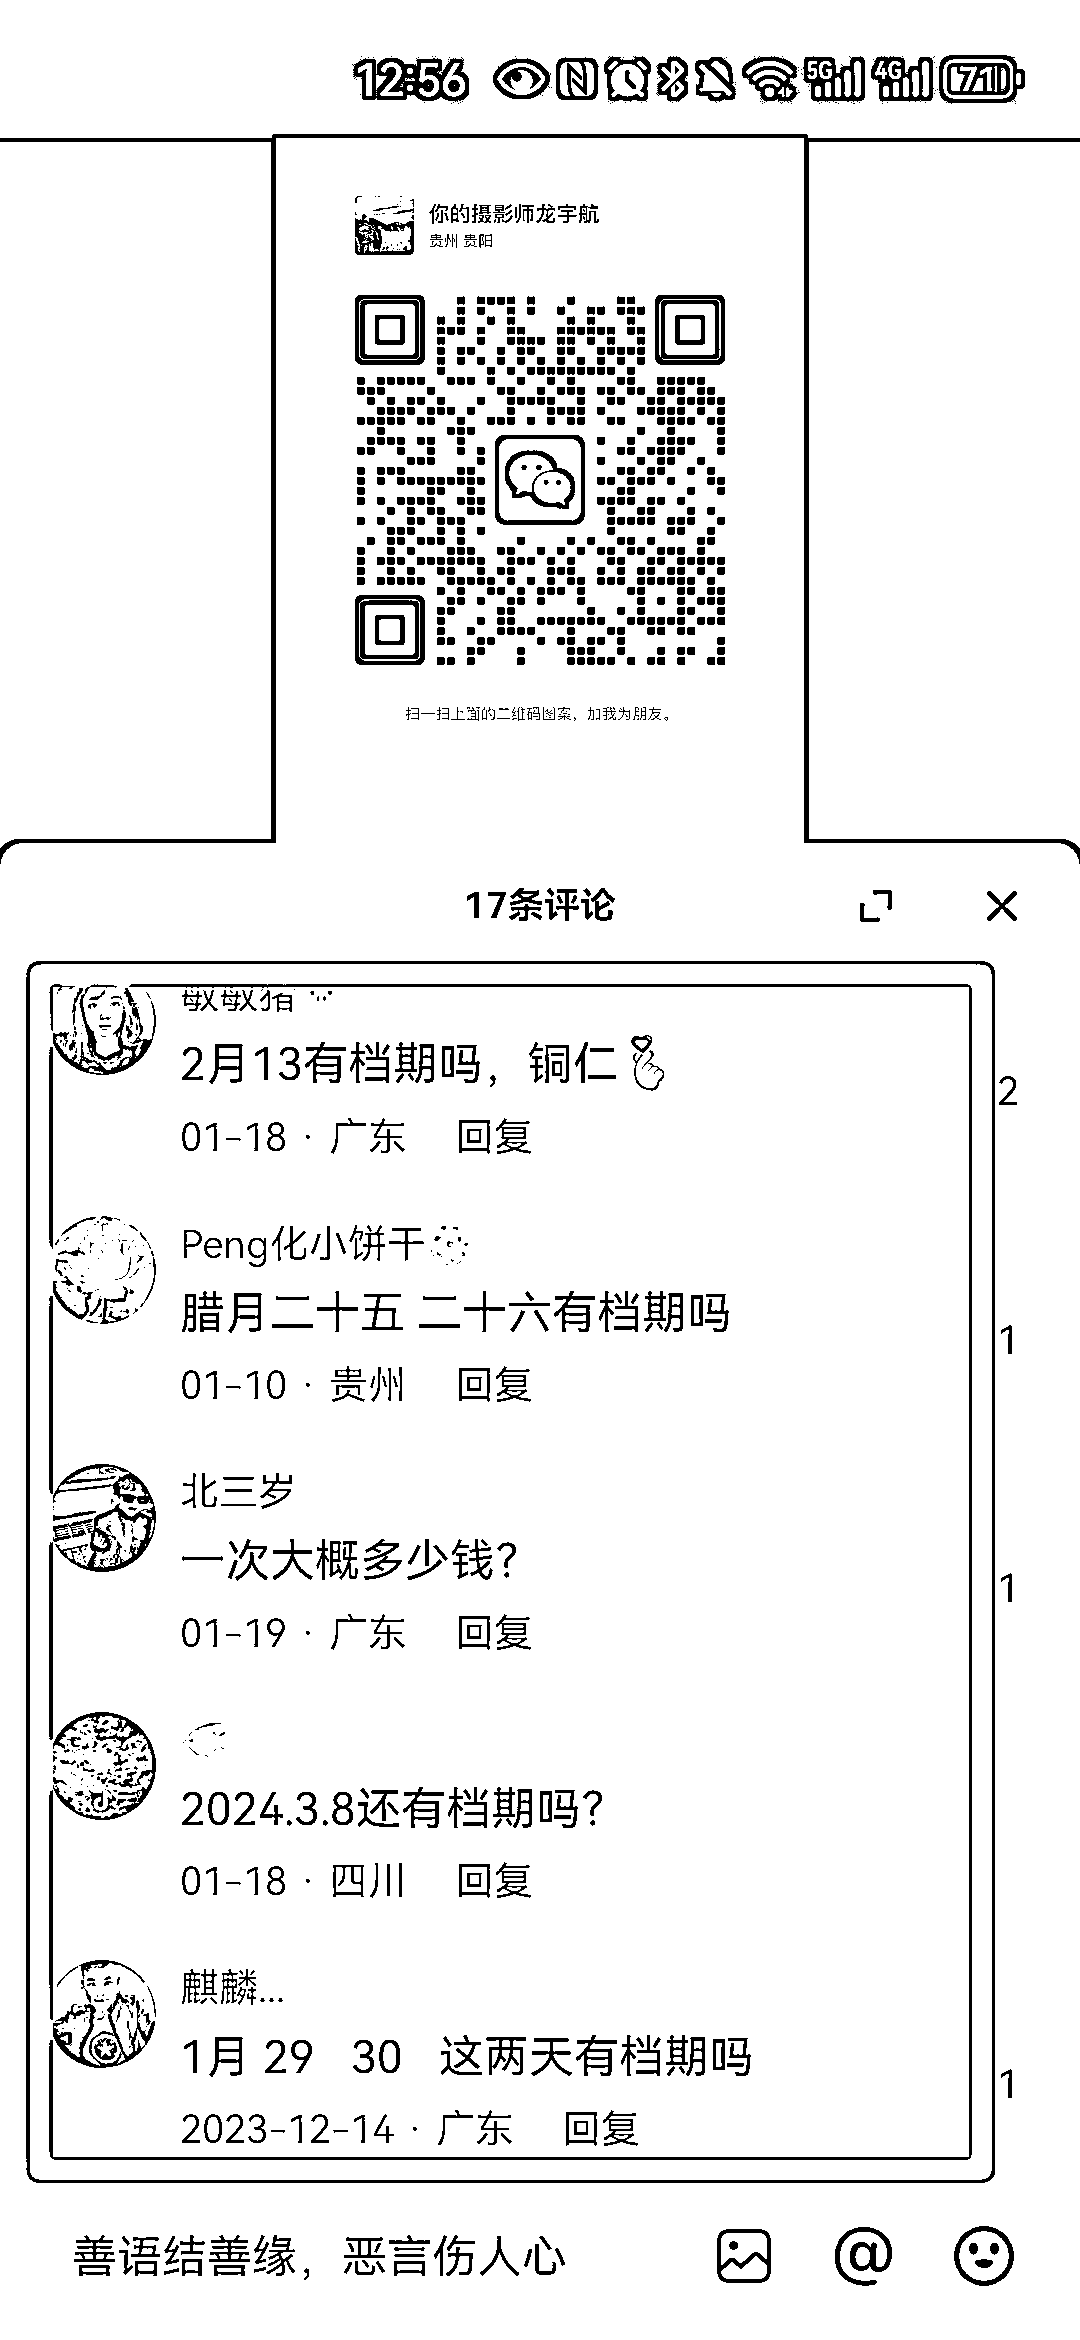 12:56 5G 4G 71
你的摄影师龙宇航
贵州 贵阳
扫一扫上面的二维码图案，加我为朋友。
17条评论
敏敏猪
2月13有档期吗，铜仁
2
01-18 · 广东 回复
Peng化小饼干
腊月二十五 二十六有档期吗
1
01-10 · 贵州 回复
北三岁
一次大概多少钱？
1
01-19 · 广东 回复
2024.3.8还有档期吗？
01-18 · 四川 回复
麒麟...
1月 29 30 这两天有档期吗
1
2023-12-14 · 广东 回复
善语结善缘，恶言伤人心